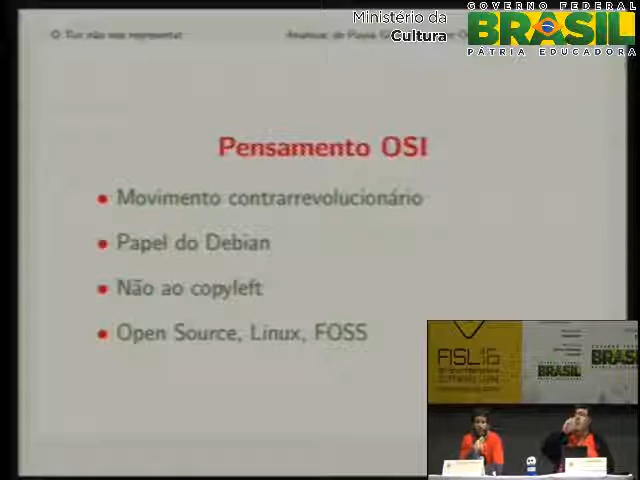 GOVERNO FEDERAL
Ministério da
Cultura
BRASIL
PÁTRIA EDUCADORA
O Tux não nos representa!
Pensamento OSI
• Movimento contrarrevolucionário
• Papel do Debian
• Não ao copyleft
• Open Source, Linux, FOSS
FISL16
BRASIL
BRASIL